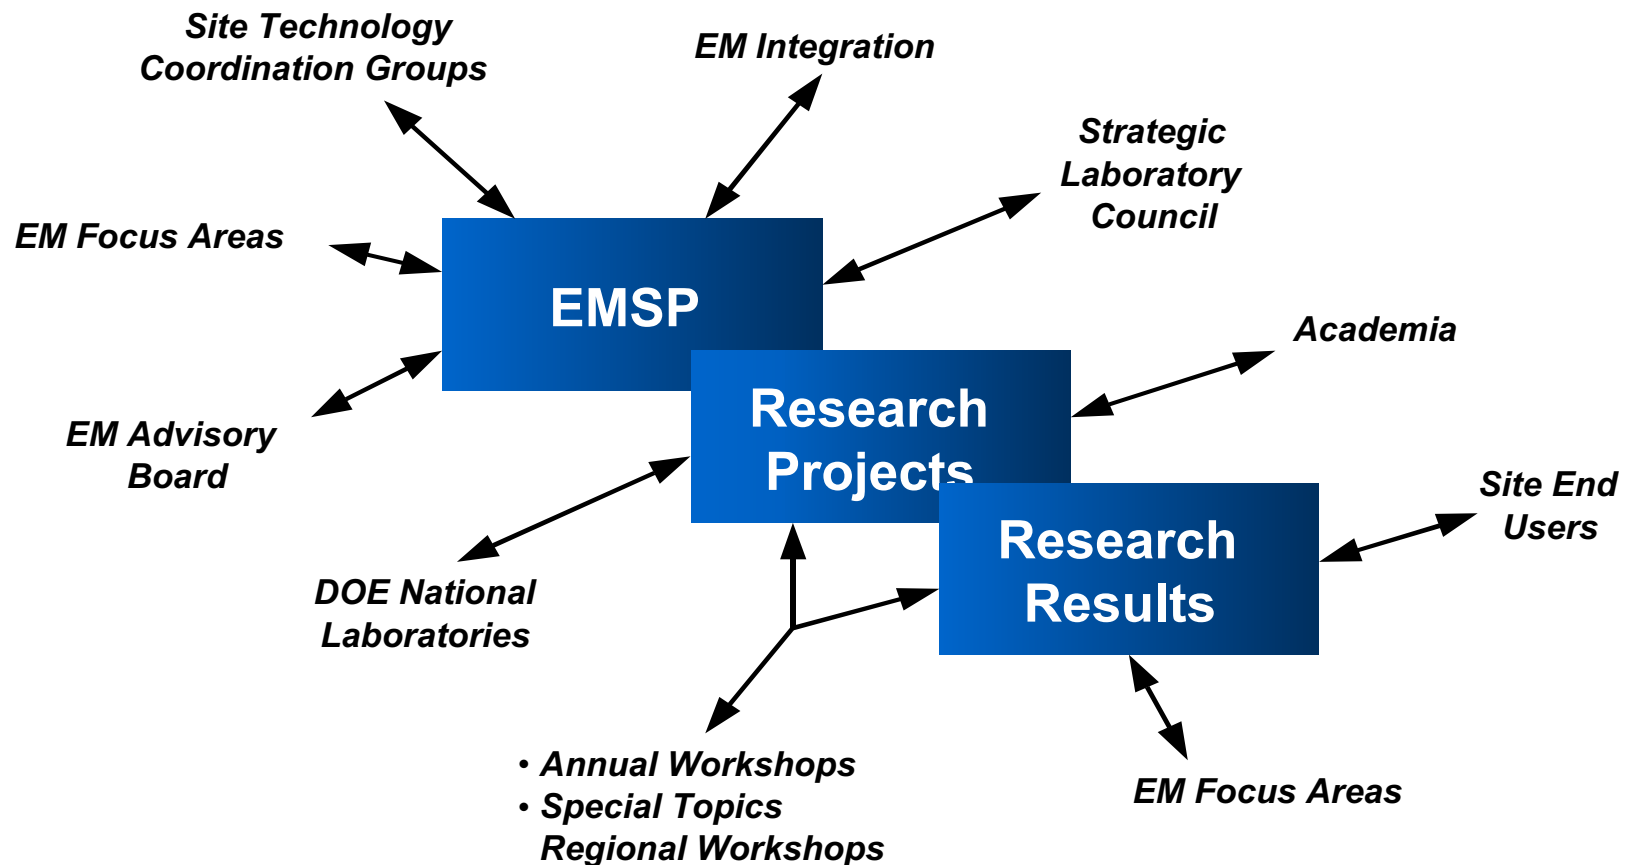 Site Technology
Coordination Groups
EM Integration
Strategic
Laboratory
Council
EM Focus Areas
EMSP
Academia
EM Advisory
Board
Research
Projects
Site End
Users
Research
Results
DOE National
Laboratories
• Annual Workshops
• Special Topics
Regional Workshops
EM Focus Areas